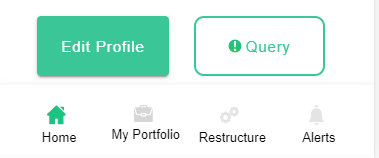 Edit Profile
Query
Home
My Portfolio
Restructure
Alerts